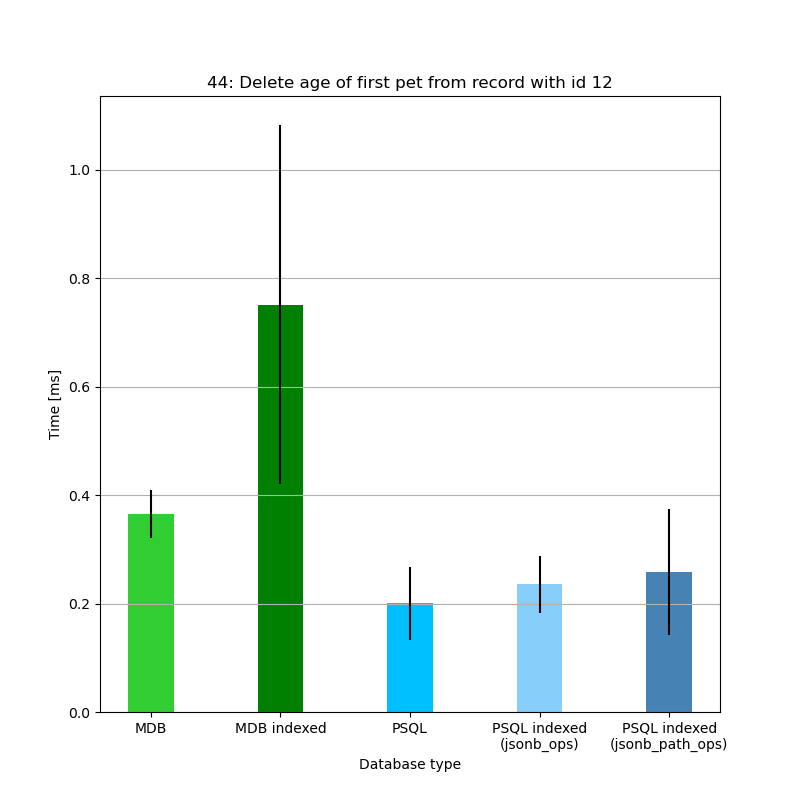 44: Delete age of first pet from record with id 12
1.0
0.8
0.6
0.4
0.2
0.0
Time [ms]
MDB
MDB indexed
PSQL
PSQL indexed
(jsonb_ops)
PSQL indexed
(jsonb_path_ops)
Database type